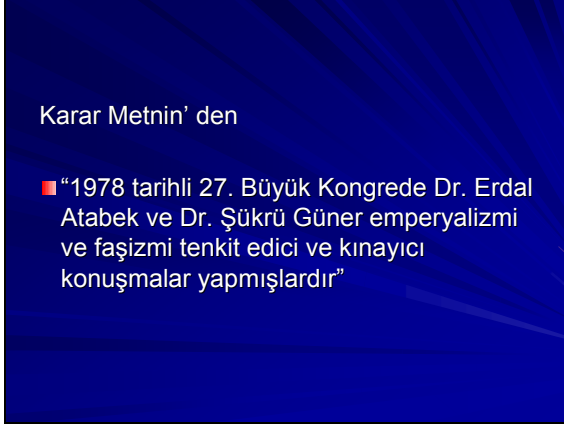 Karar Metnin’ den
“1978 tarihli 27. Büyük Kongrede Dr. Erdal
Atabek ve Dr. Şükrü Güner emperyalizmi
ve faşizmi tenkit edici ve kınayıcı
konuşmalar yapmışlardır”